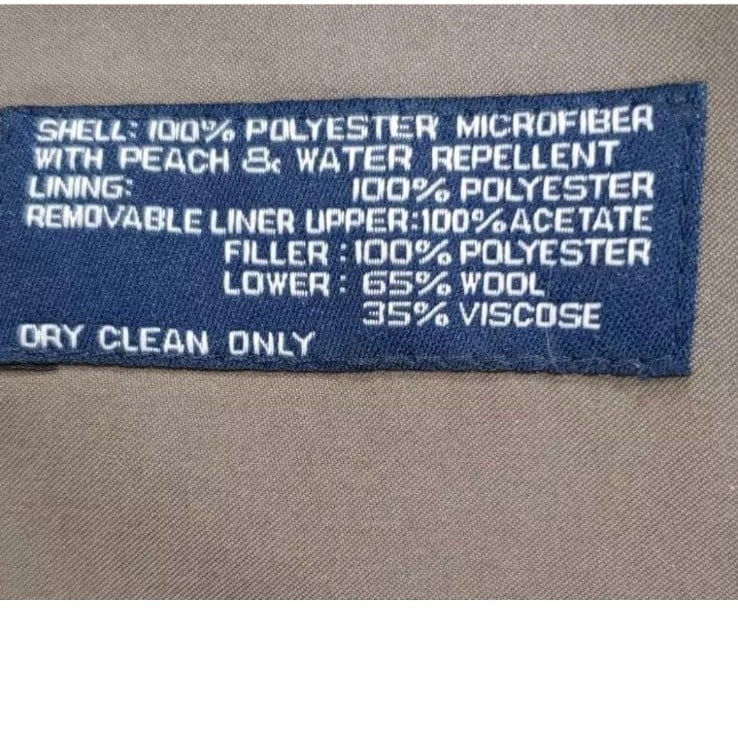 SHELL: 100% POLYESTER MICROFIBER
WITH PEACH & WATER REPELLENT
LINING: 100% POLYESTER
REMOVABLE LINER UPPER:100% ACETATE
FILLER : 100% POLYESTER
LOWER : 65% WOOL
35% VISCOSE
DRY CLEAN ONLY